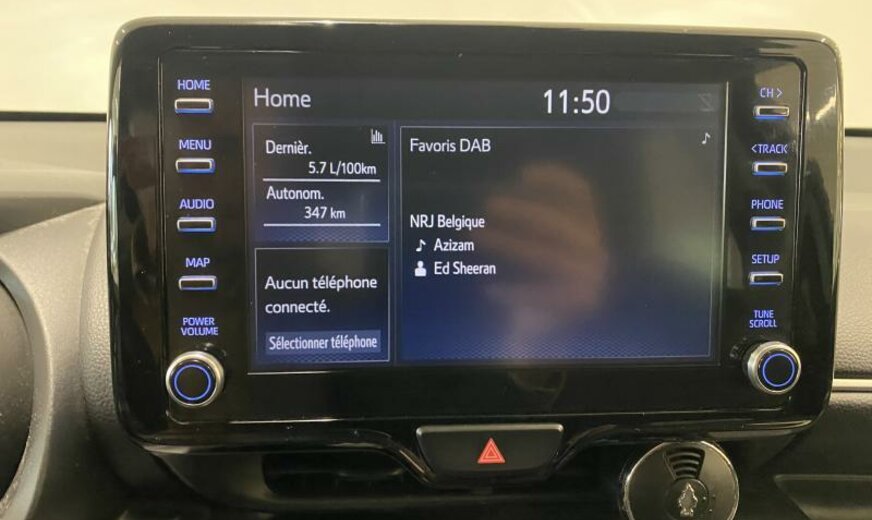 HOME
MENU
AUDIO
MAP
POWER
VOLUME
Home
11:50
Dernièr.
5.7 L/100km
Autonom.
347 km
Aucun téléphone
connecté.
Sélectionner téléphone
Favoris DAB
NRJ Belgique
Azizam
Ed Sheeran
CH >
< TRACK
PHONE
SETUP
TUNE
SCROLL